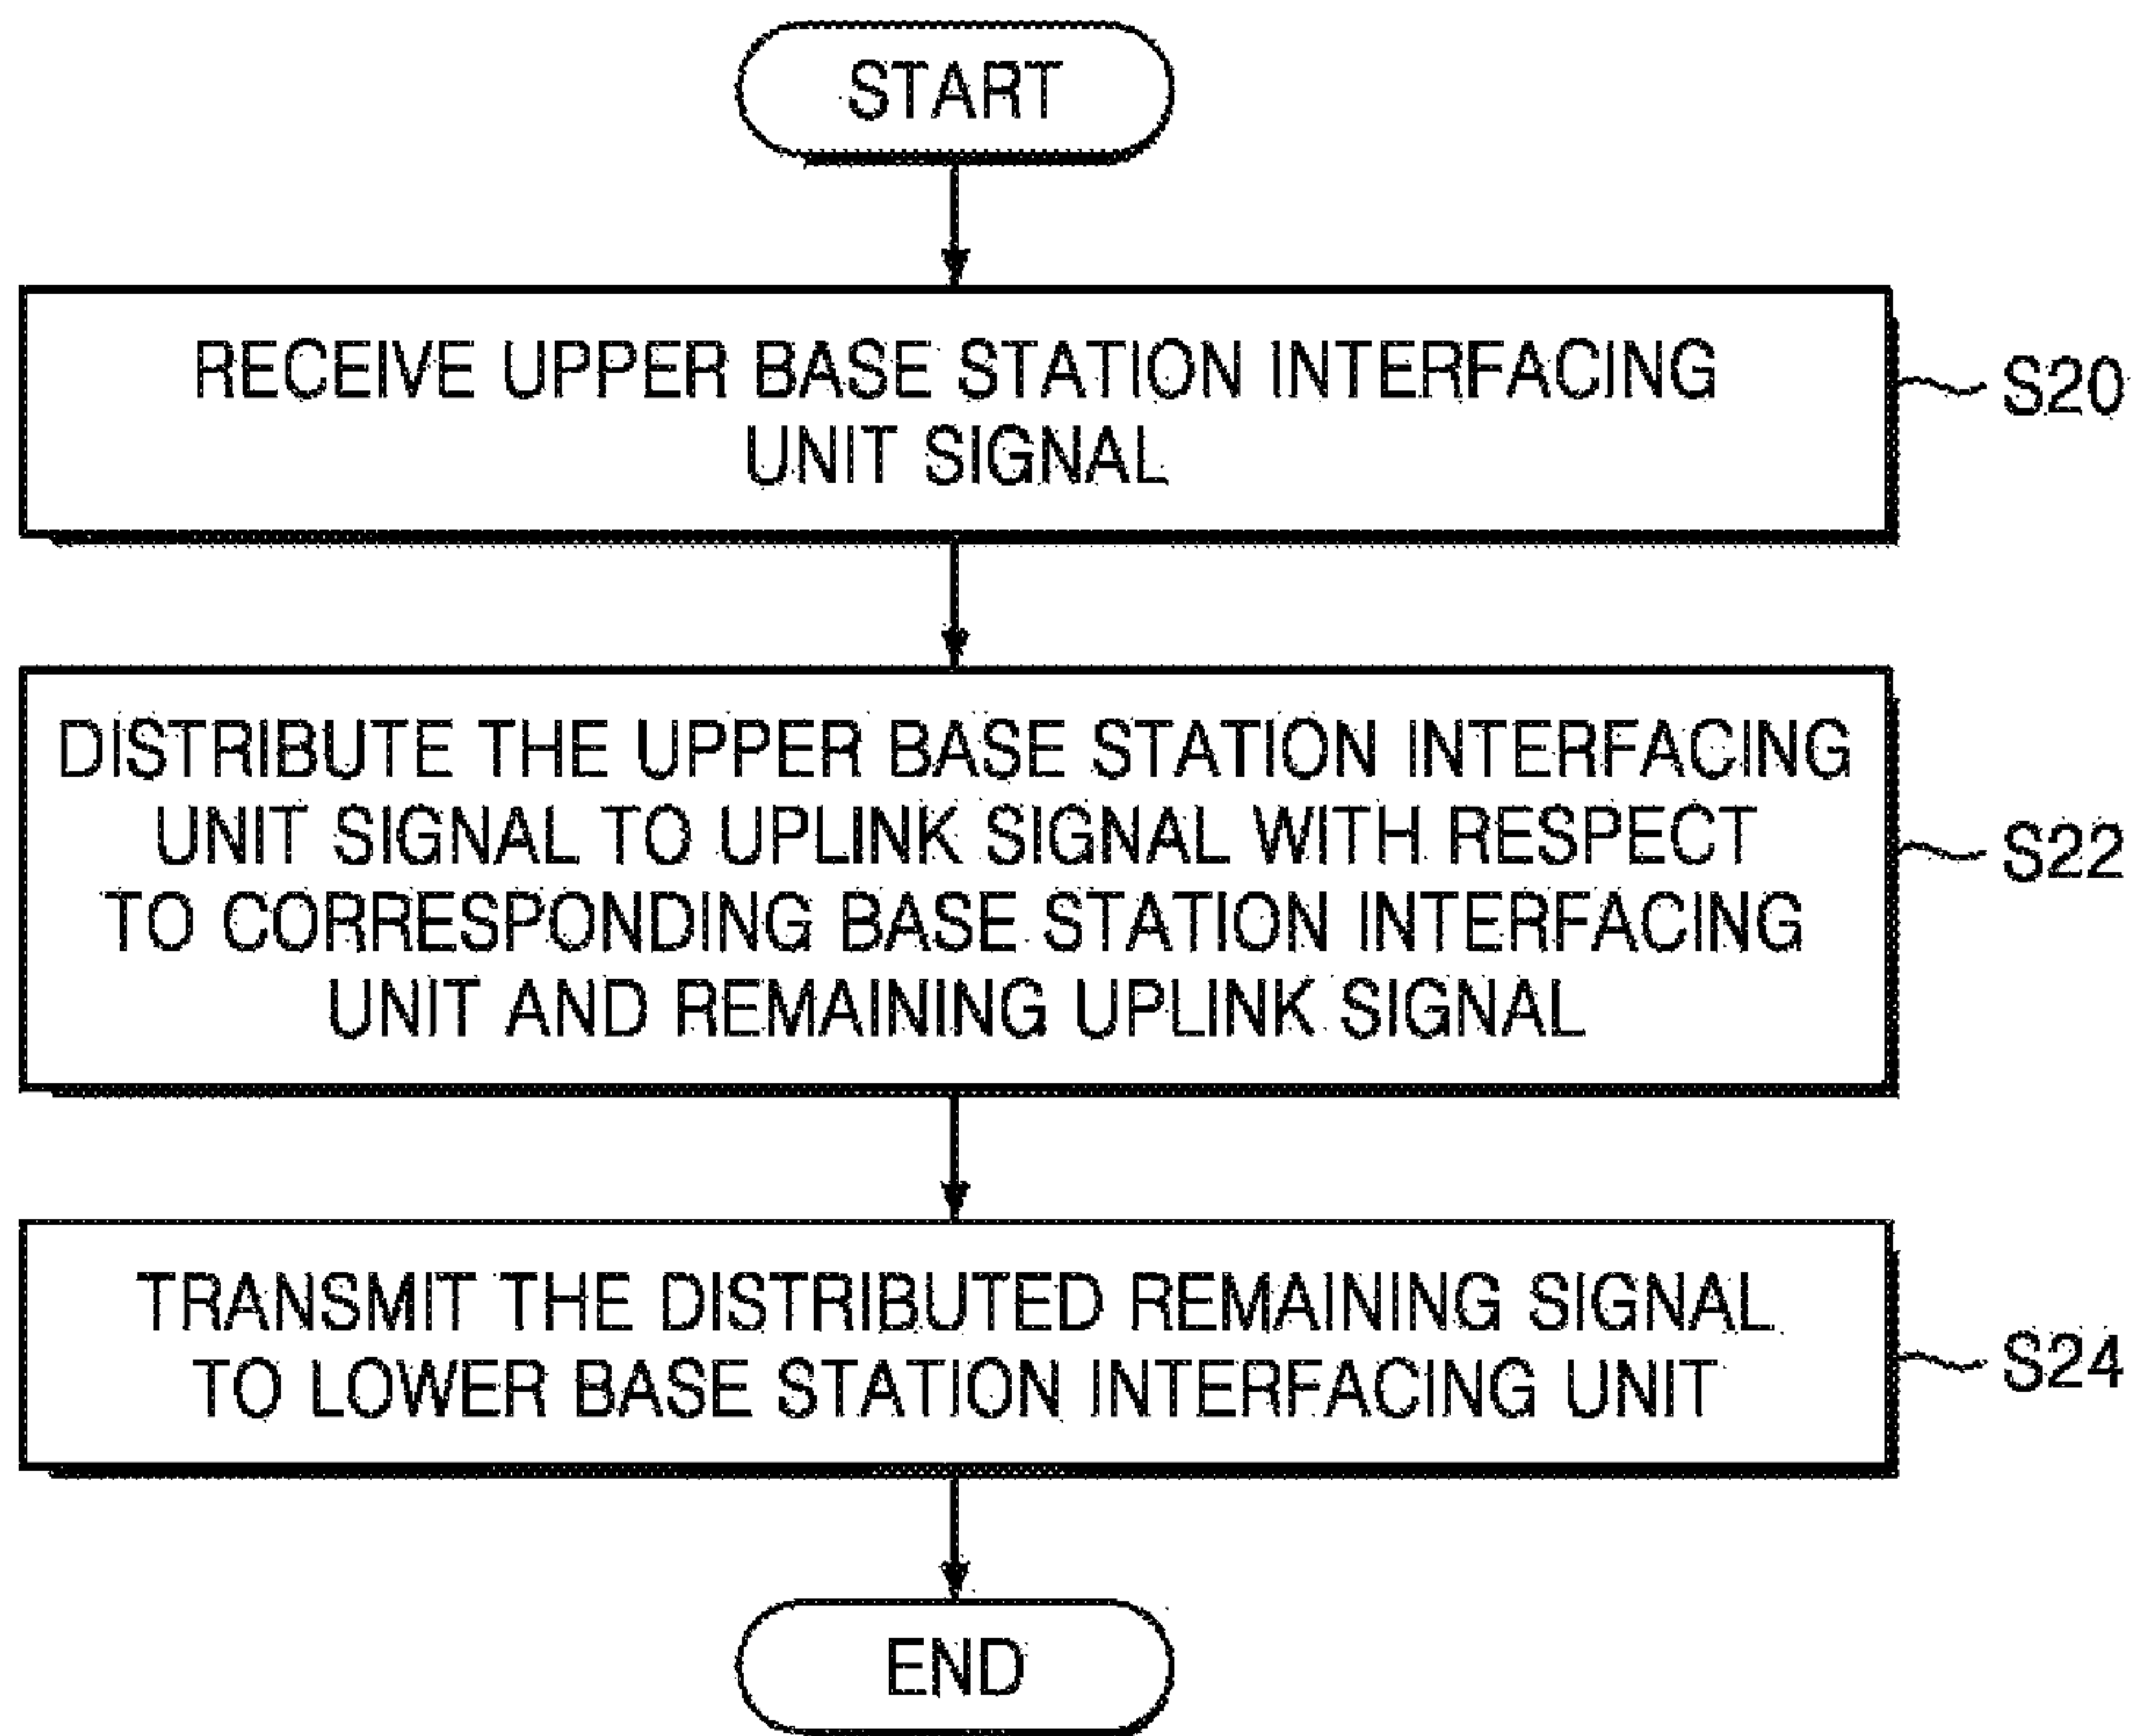 START
RECEIVE UPPER BASE STATION INTERFACING
UNIT SIGNAL
S20
DISTRIBUTE THE UPPER BASE STATION INTERFACING
UNIT SIGNAL TO UPLINK SIGNAL WITH RESPECT
TO CORRESPONDING BASE STATION INTERFACING
UNIT AND REMAINING UPLINK SIGNAL
S22
TRANSMIT THE DISTRIBUTED REMAINING SIGNAL
TO LOWER BASE STATION INTERFACING UNIT
S24
END